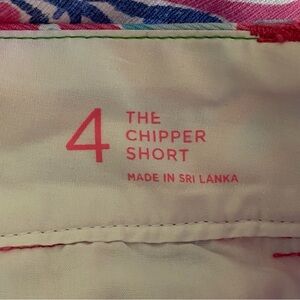 4
THE
CHIPPER
SHORT
MADE IN SRI LANKA